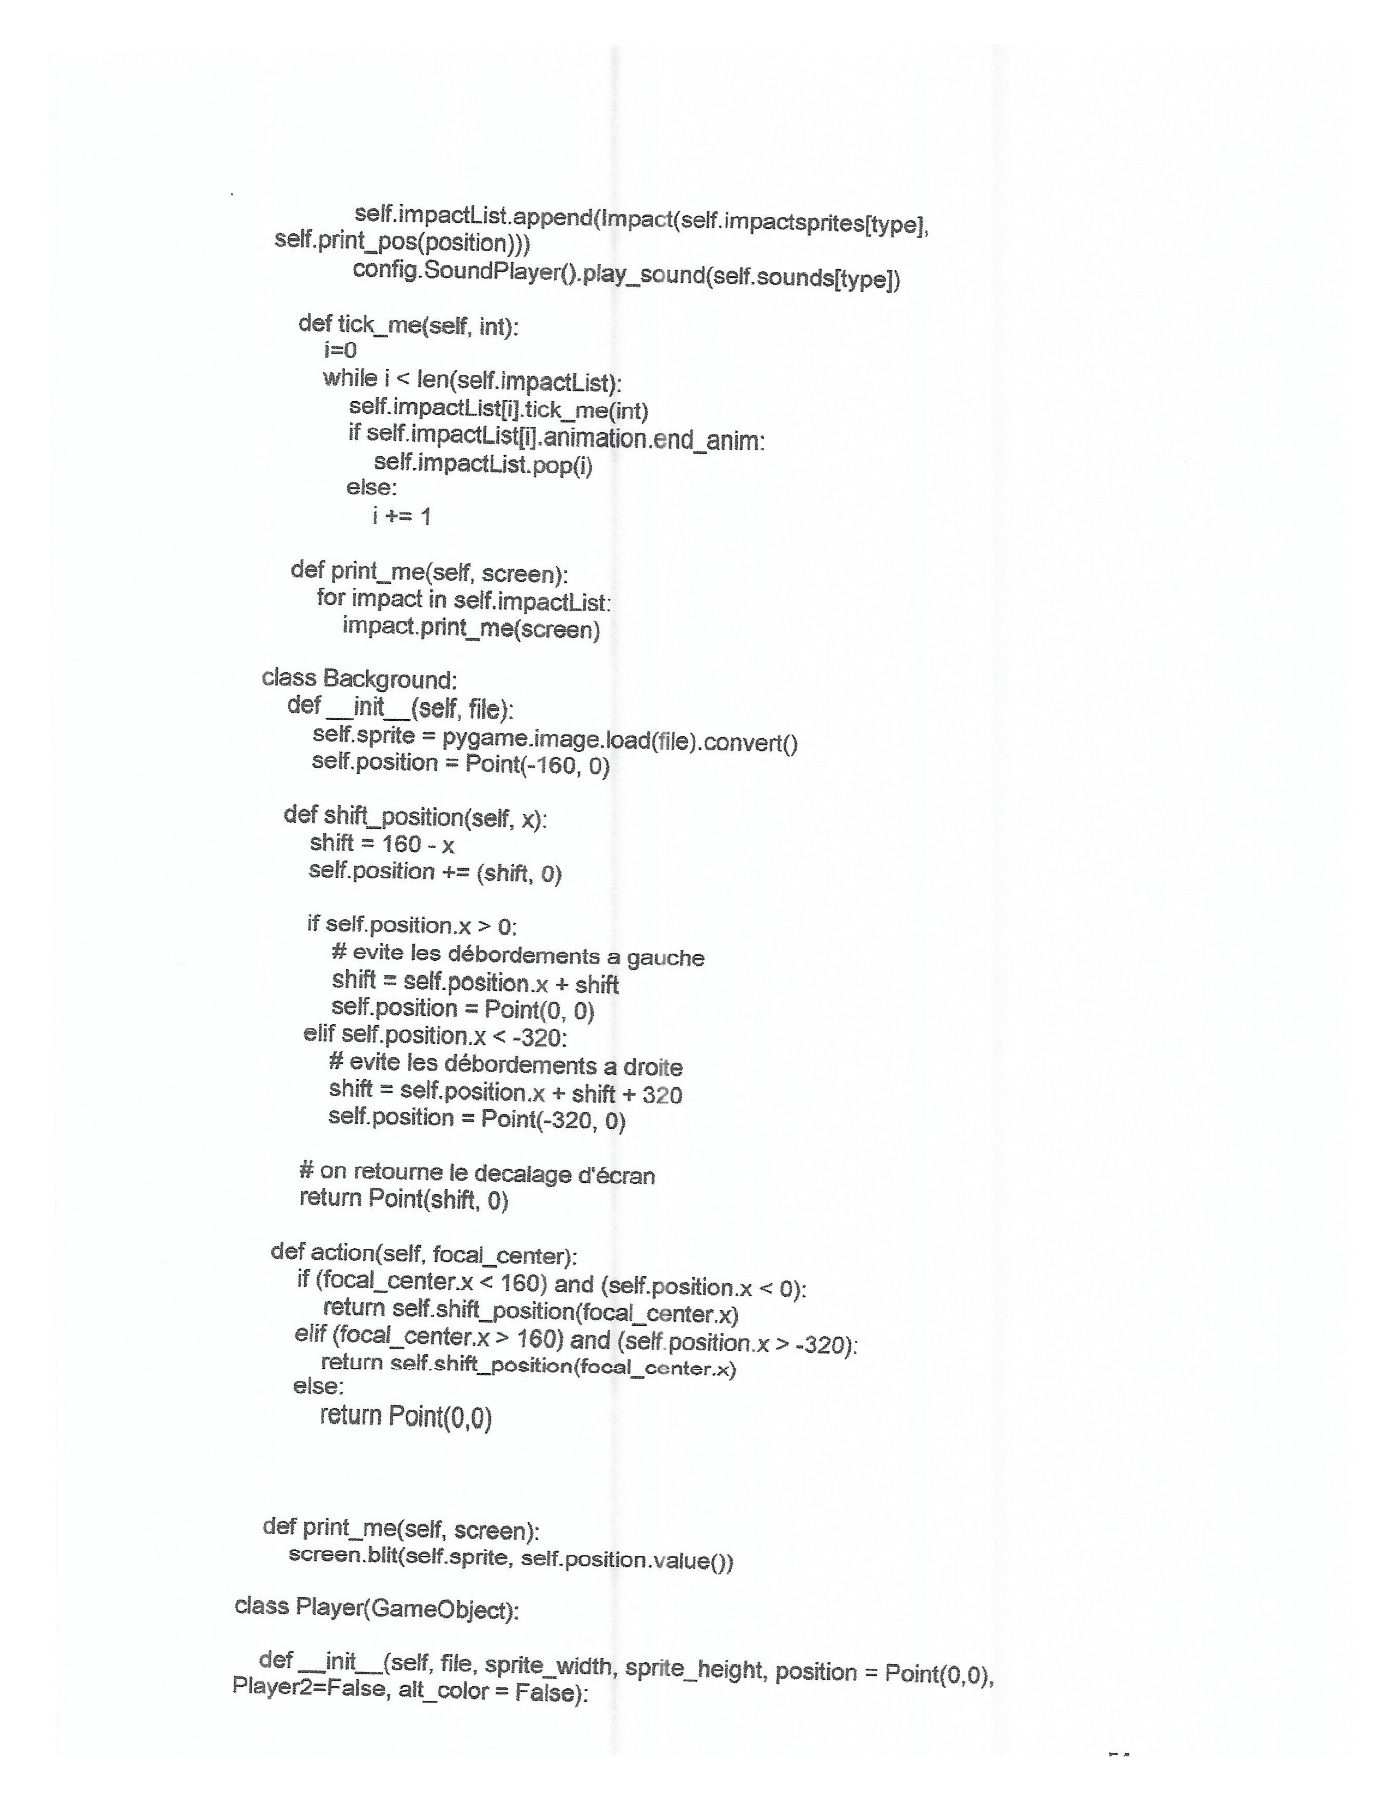 self.impactList.append(Impact(self.impactsprites[type],
self.print_pos(position)))
config.SoundPlayer().play_sound(self.sounds[type])
def tick_me(self, int):
i=0
while i < len(self.impactList):
self.impactList[i].tick_me(int)
if self.impactList[i].animation.end_anim:
self.impactList.pop(i)
else:
i += 1
def print_me(self, screen):
for impact in self.impactList:
impact.print_me(screen)
class Background:
def __init__(self, file):
self.sprite = pygame.image.load(file).convert()
self.position = Point(-160, 0)
def shift_position(self, x):
shift = 160 - x
self.position += (shift, 0)
if self.position.x > 0:
# evite les débordements a gauche
shift = self.position.x + shift
self.position = Point(0, 0)
elif self.position.x < -320:
# evite les débordements a droite
shift = self.position.x + shift + 320
self.position = Point(-320, 0)
# on retourne le decalage d'écran
return Point(shift, 0)
def action(self, focal_center):
if (focal_center.x < 160) and (self.position.x < 0):
return self.shift_position(focal_center.x)
elif (focal_center.x > 160) and (self.position.x > -320):
return self.shift_position(focal_center.x)
else:
return Point(0,0)
def print_me(self, screen):
screen.blit(self.sprite, self.position.value())
class Player(GameObject):
def __init__(self, file, sprite_width, sprite_height, position = Point(0,0),
Player2=False, alt_color = False):